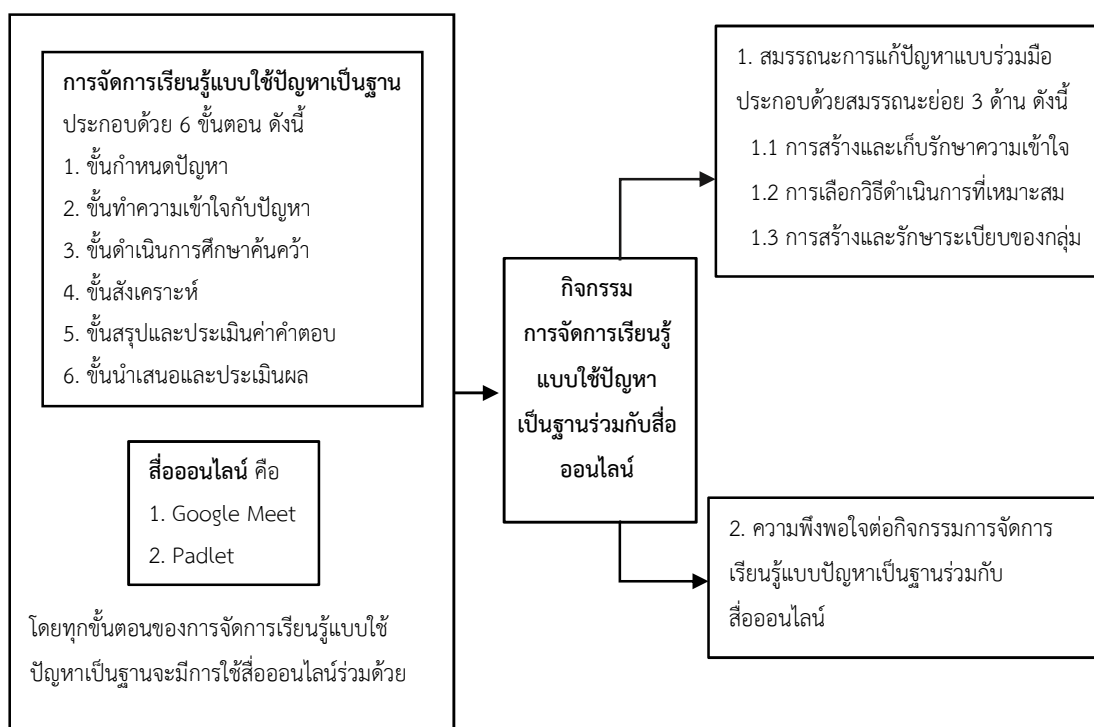 การจัดการเรียนรู้แบบใช้ปัญหาเป็นฐาน
ประกอบด้วย 6 ขั้นตอน ดังนี้
1. ขั้นกำหนดปัญหา
2. ขั้นทำความเข้าใจกับปัญหา
3. ขั้นดำเนินการศึกษาค้นคว้า
4. ขั้นสังเคราะห์
5. ขั้นสรุปและประเมินค่าคำตอบ
6. ขั้นนำเสนอและประเมินผล
สื่อออนไลน์ คือ
1. Google Meet
2. Padlet
โดยทุกขั้นตอนของการจัดการเรียนรู้แบบใช้
ปัญหาเป็นฐานจะมีการใช้สื่อออนไลน์ร่วมด้วย
กิจกรรม
การจัดการเรียนรู้
แบบใช้ปัญหา
เป็นฐานร่วมกับสื่อ
ออนไลน์
1. สมรรถนะการแก้ปัญหาแบบร่วมมือ
ประกอบด้วยสมรรถนะย่อย 3 ด้าน ดังนี้
1.1 การสร้างและเก็บรักษาความเข้าใจ
1.2 การเลือกวิธีดำเนินการที่เหมาะสม
1.3 การสร้างและรักษาระเบียบของกลุ่ม
2. ความพึงพอใจต่อกิจกรรมการจัดการ
เรียนรู้แบบปัญหาเป็นฐานร่วมกับ
สื่อออนไลน์